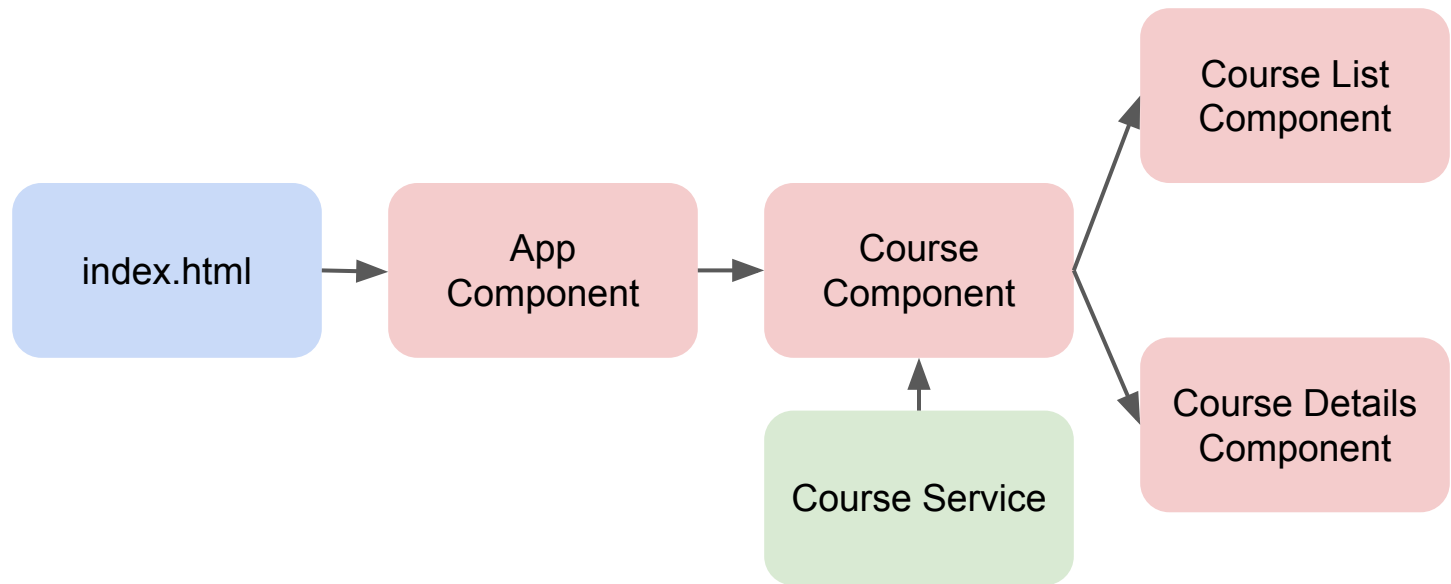 index.html
App
Component
Course
Component
Course List
Component
Course Details
Component
Course Service